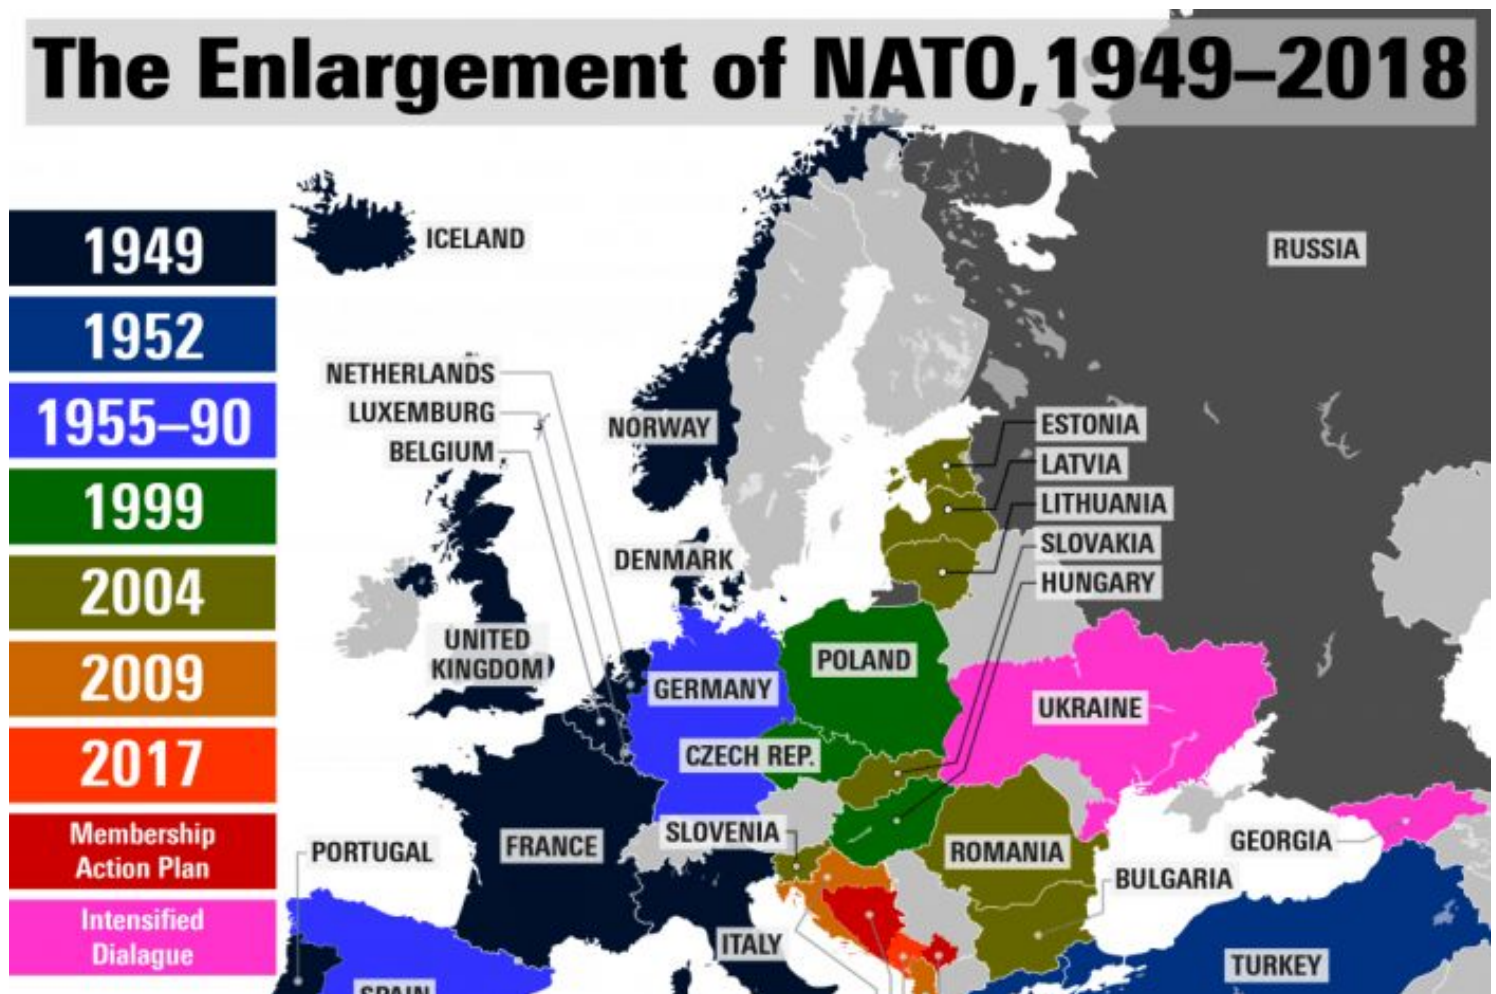 The Enlargement of NATO,1949–2018
1949
1952
1955–90
1999
2004
2009
2017
Membership
Action Plan
Intensified
Dialague
ICELAND
RUSSIA
NETHERLANDS
LUXEMBURG
BELGIUM
NORWAY
DENMARK
ESTONIA
LATVIA
LITHUANIA
SLOVAKIA
HUNGARY
UNITED
KINGDOM
GERMANY
POLAND
UKRAINE
CZECH REP.
PORTUGAL
FRANCE
SLOVENIA
ROMANIA
GEORGIA
BULGARIA
ITALY
TURKEY
SPAIN